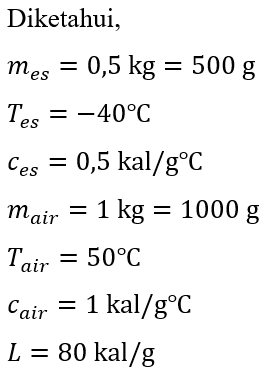 Diketahui,
m_es = 0,5 kg = 500 g
T_es = −40°C
c_es = 0,5 kal/g°C
m_air = 1 kg = 1000 g
T_air = 50°C
c_air = 1 kal/g°C
L = 80 kal/g